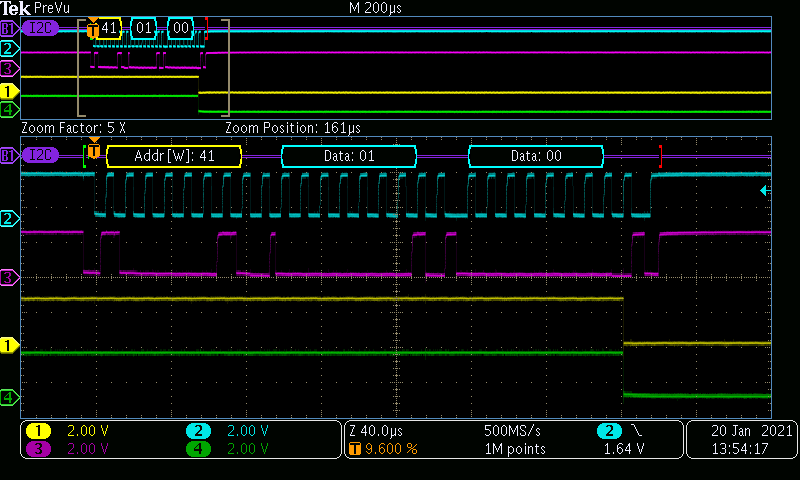 Tek PreVu M 200µs
B1 I2C T 41 01 00
2
3
1
4
Zoom Factor: 5 X Zoom Position: 161µs
B1 I2C T Addr[W]: 41 Data: 01 Data: 00
2
3
1
4
1 2.00 V 2 2.00 V Z 40.0µs 500MS/s 2 1.64 V 20 Jan 2021
3 2.00 V 4 2.00 V T 9.600 % 1M points 13:54:17